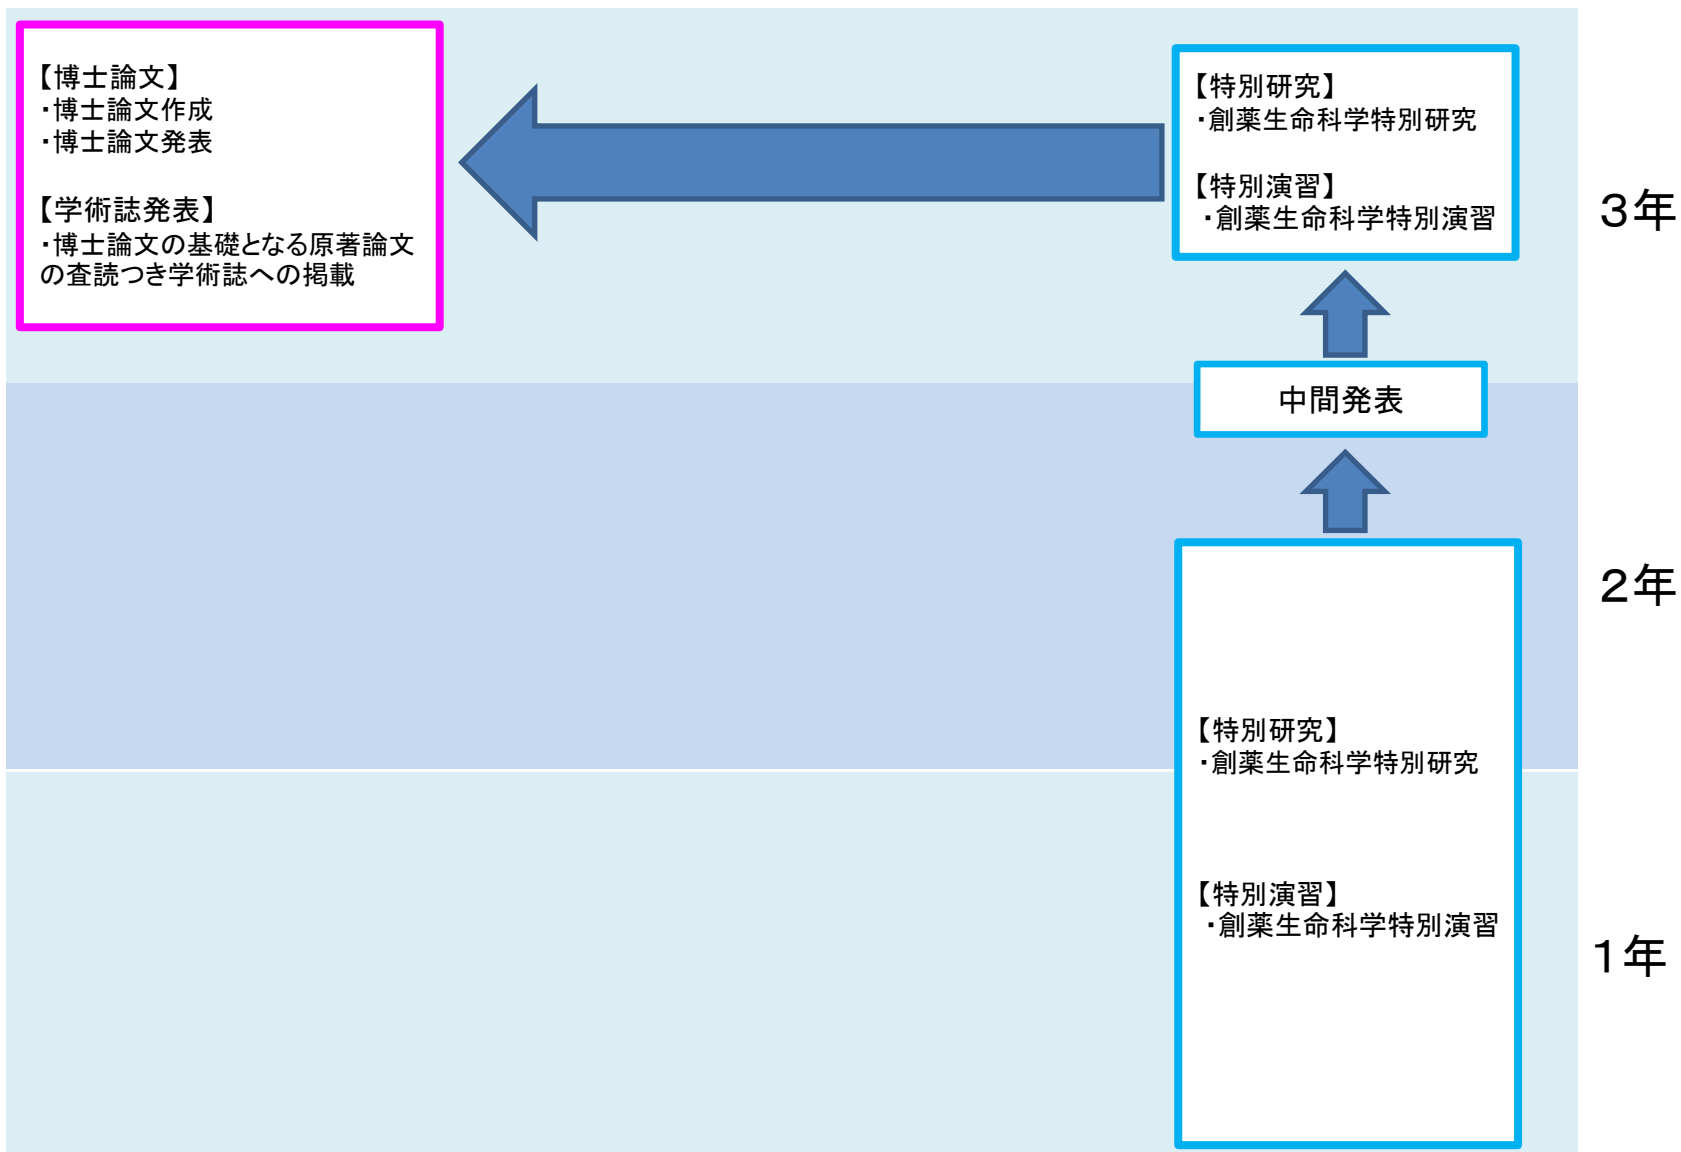 【博士論文】
・博士論文作成
・博士論文発表
【学術誌発表】
・博士論文の基礎となる原著論文
の査読つき学術誌への掲載
【特別研究】
・創薬生命科学特別研究
【特別演習】
・創薬生命科学特別演習
３年
中間発表
２年
【特別研究】
・創薬生命科学特別研究
【特別演習】
・創薬生命科学特別演習
１年